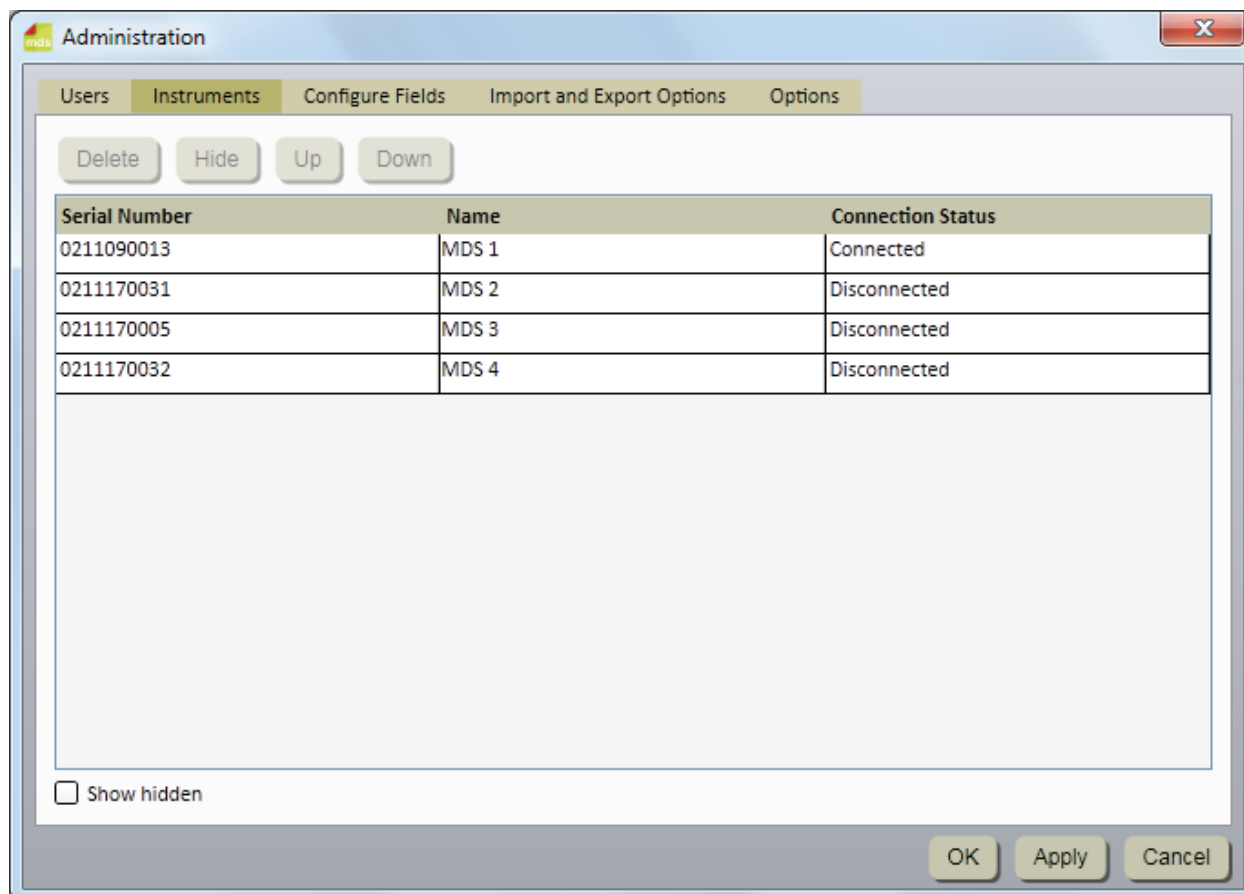 mds Administration X
Users Instruments Configure Fields Import and Export Options Options
Delete Hide Up Down
Serial Number Name Connection Status
0211090013 MDS 1 Connected
0211170031 MDS 2 Disconnected
0211170005 MDS 3 Disconnected
0211170032 MDS 4 Disconnected
Show hidden
OK Apply Cancel